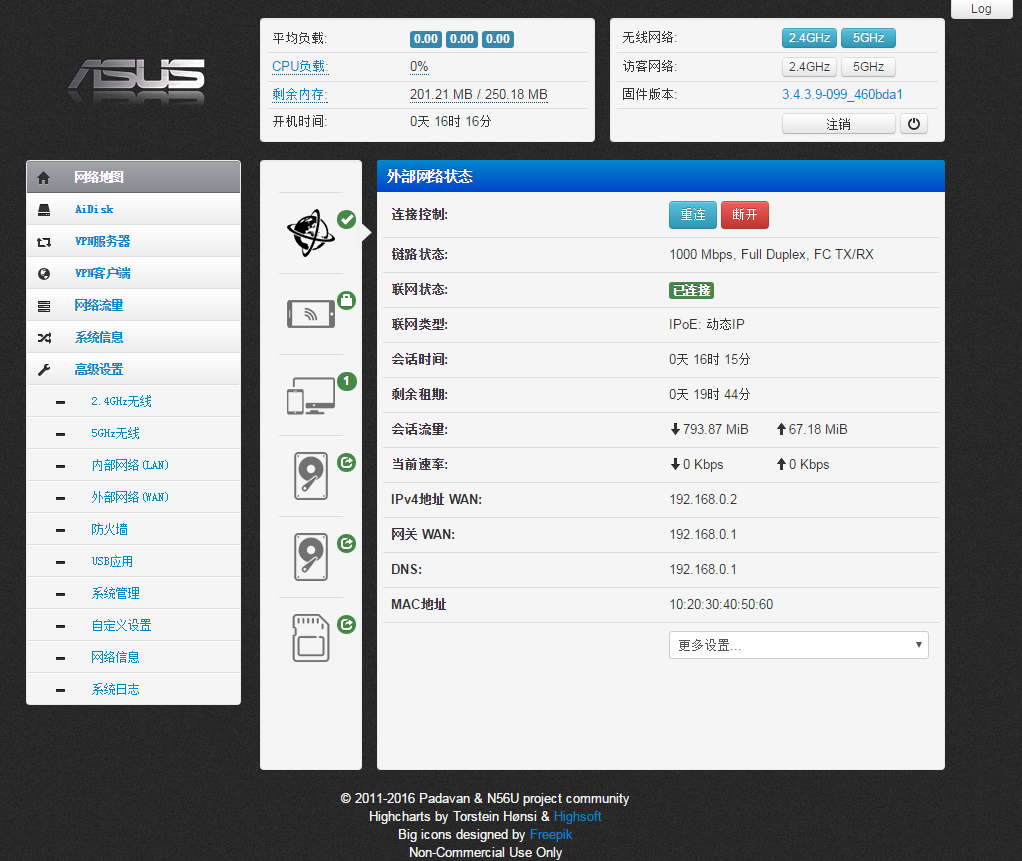 Log
ASUS
平均负载: 0.00 0.00 0.00
CPU负载: 0%
剩余内存: 201.21 MB / 250.18 MB
开机时间: 0天 16时 16分
无线网络: 2.4GHz 5GHz
访客网络: 2.4GHz 5GHz
固件版本: 3.4.3.9-099_460bda1
注销
网络地图
AiDisk
VPN服务器
VPN客户端
网络流量
系统信息
高级设置
2.4GHz无线
5GHz无线
内部网络(LAN)
外部网络(WAN)
防火墙
USB应用
系统管理
自定义设置
网络信息
系统日志
1
外部网络状态
连接控制: 重连 断开
链路状态: 1000 Mbps, Full Duplex, FC TX/RX
联网状态: 已连接
联网类型: IPoE: 动态IP
会话时间: 0天 16时 15分
剩余租期: 0天 19时 44分
会话流量: 793.87 MiB 67.18 MiB
当前速率: 0 Kbps 0 Kbps
IPv4地址 WAN: 192.168.0.2
网关 WAN: 192.168.0.1
DNS: 192.168.0.1
MAC地址 10:20:30:40:50:60
更多设置...
© 2011-2016 Padavan & N56U project community
Highcharts by Torstein Hønsi & Highsoft
Big icons designed by Freepik
Non-Commercial Use Only